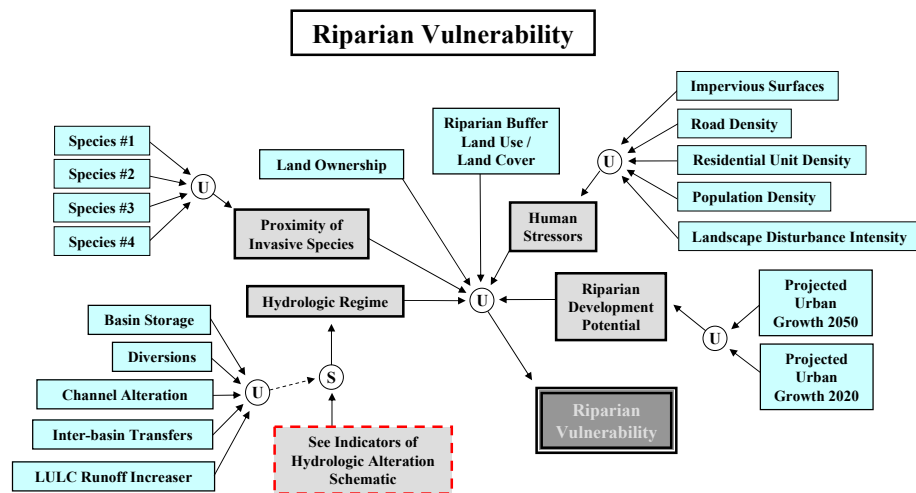 Riparian Vulnerability
Species #1
Species #2
Species #3
Species #4
U
Proximity of
Invasive Species
Land Ownership
Riparian Buffer
Land Use /
Land Cover
Impervious Surfaces
Road Density
Residential Unit Density
Population Density
Landscape Disturbance Intensity
U
Human
Stressors
Hydrologic Regime
U
Riparian
Development
Potential
Projected
Urban
Growth 2050
U
Projected
Urban
Growth 2020
Basin Storage
Diversions
Channel Alteration
Inter-basin Transfers
LULC Runoff Increaser
U
S
See Indicators of
Hydrologic Alteration
Schematic
Riparian
Vulnerability